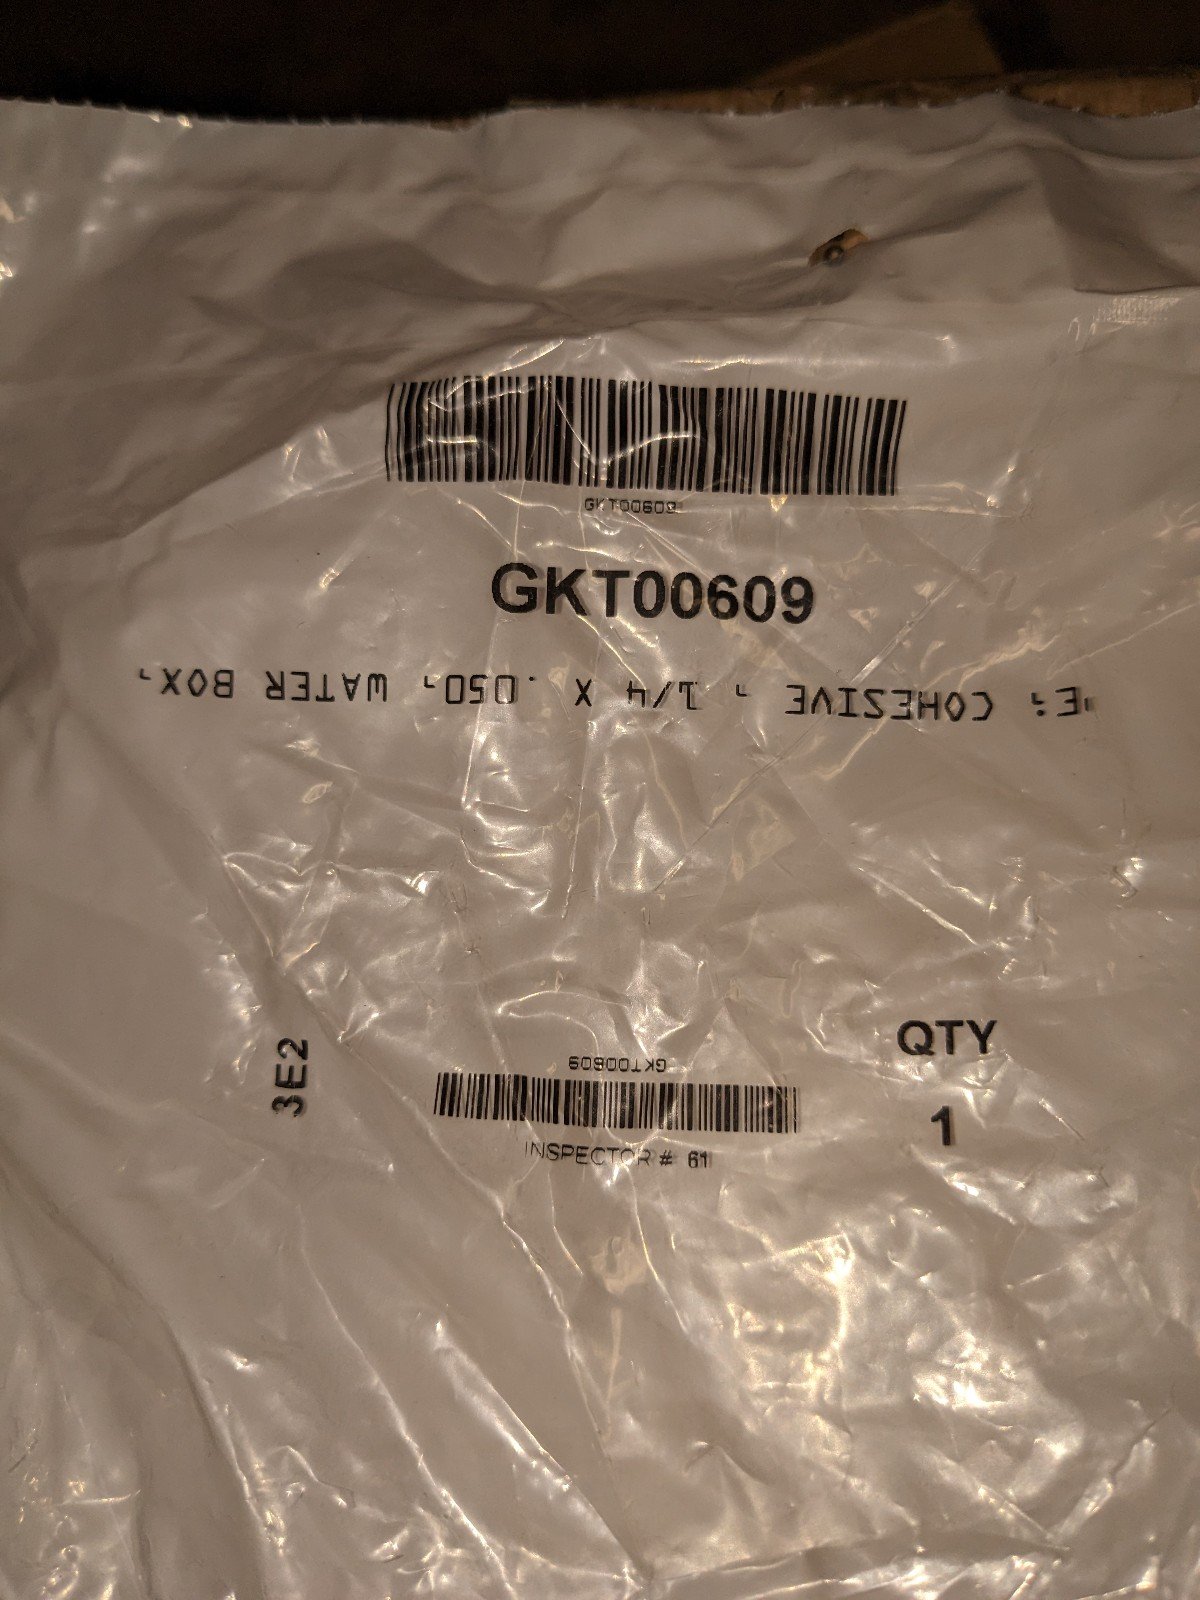 GKT00609
GKT00609
E; COHESIVE , 1/4 X .050, WATER BOX,
3E2
GKT00609
INSPECTOR # 61
QTY
1